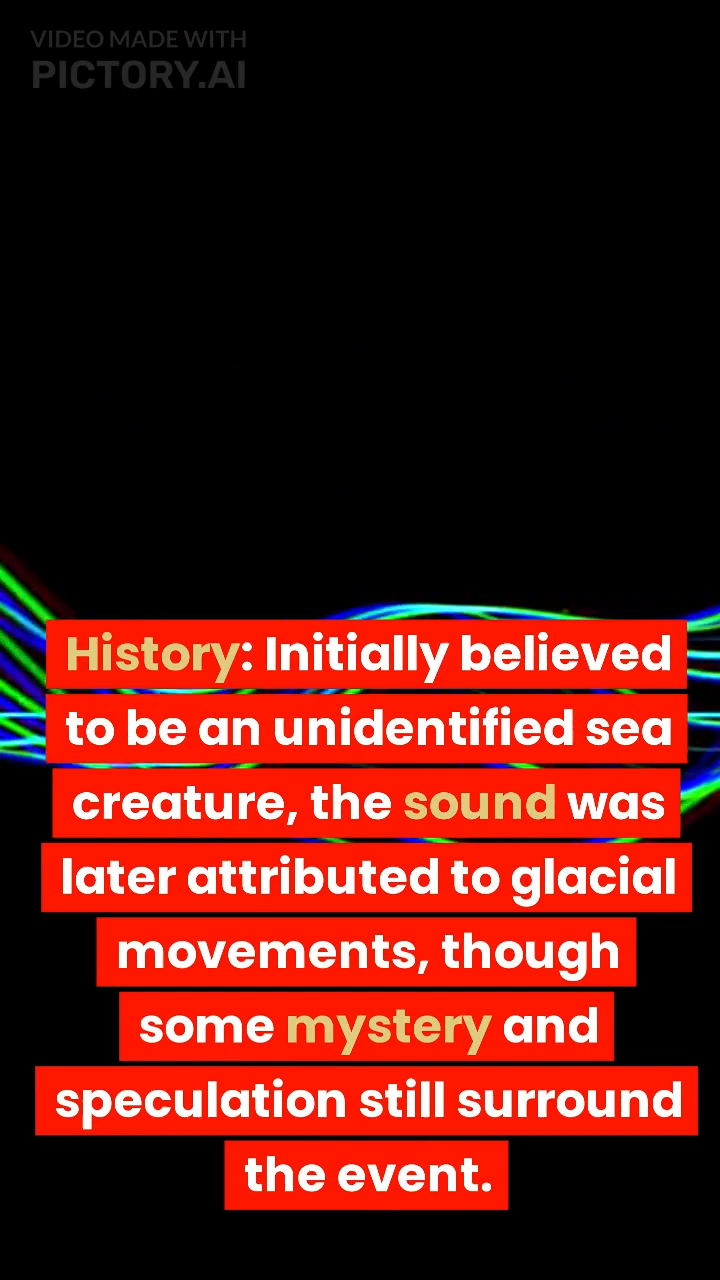 VIDEO MADE WITH
PICTORY.AI
History: Initially believed
to be an unidentified sea
creature, the sound was
later attributed to glacial
movements, though
some mystery and
speculation still surround
the event.